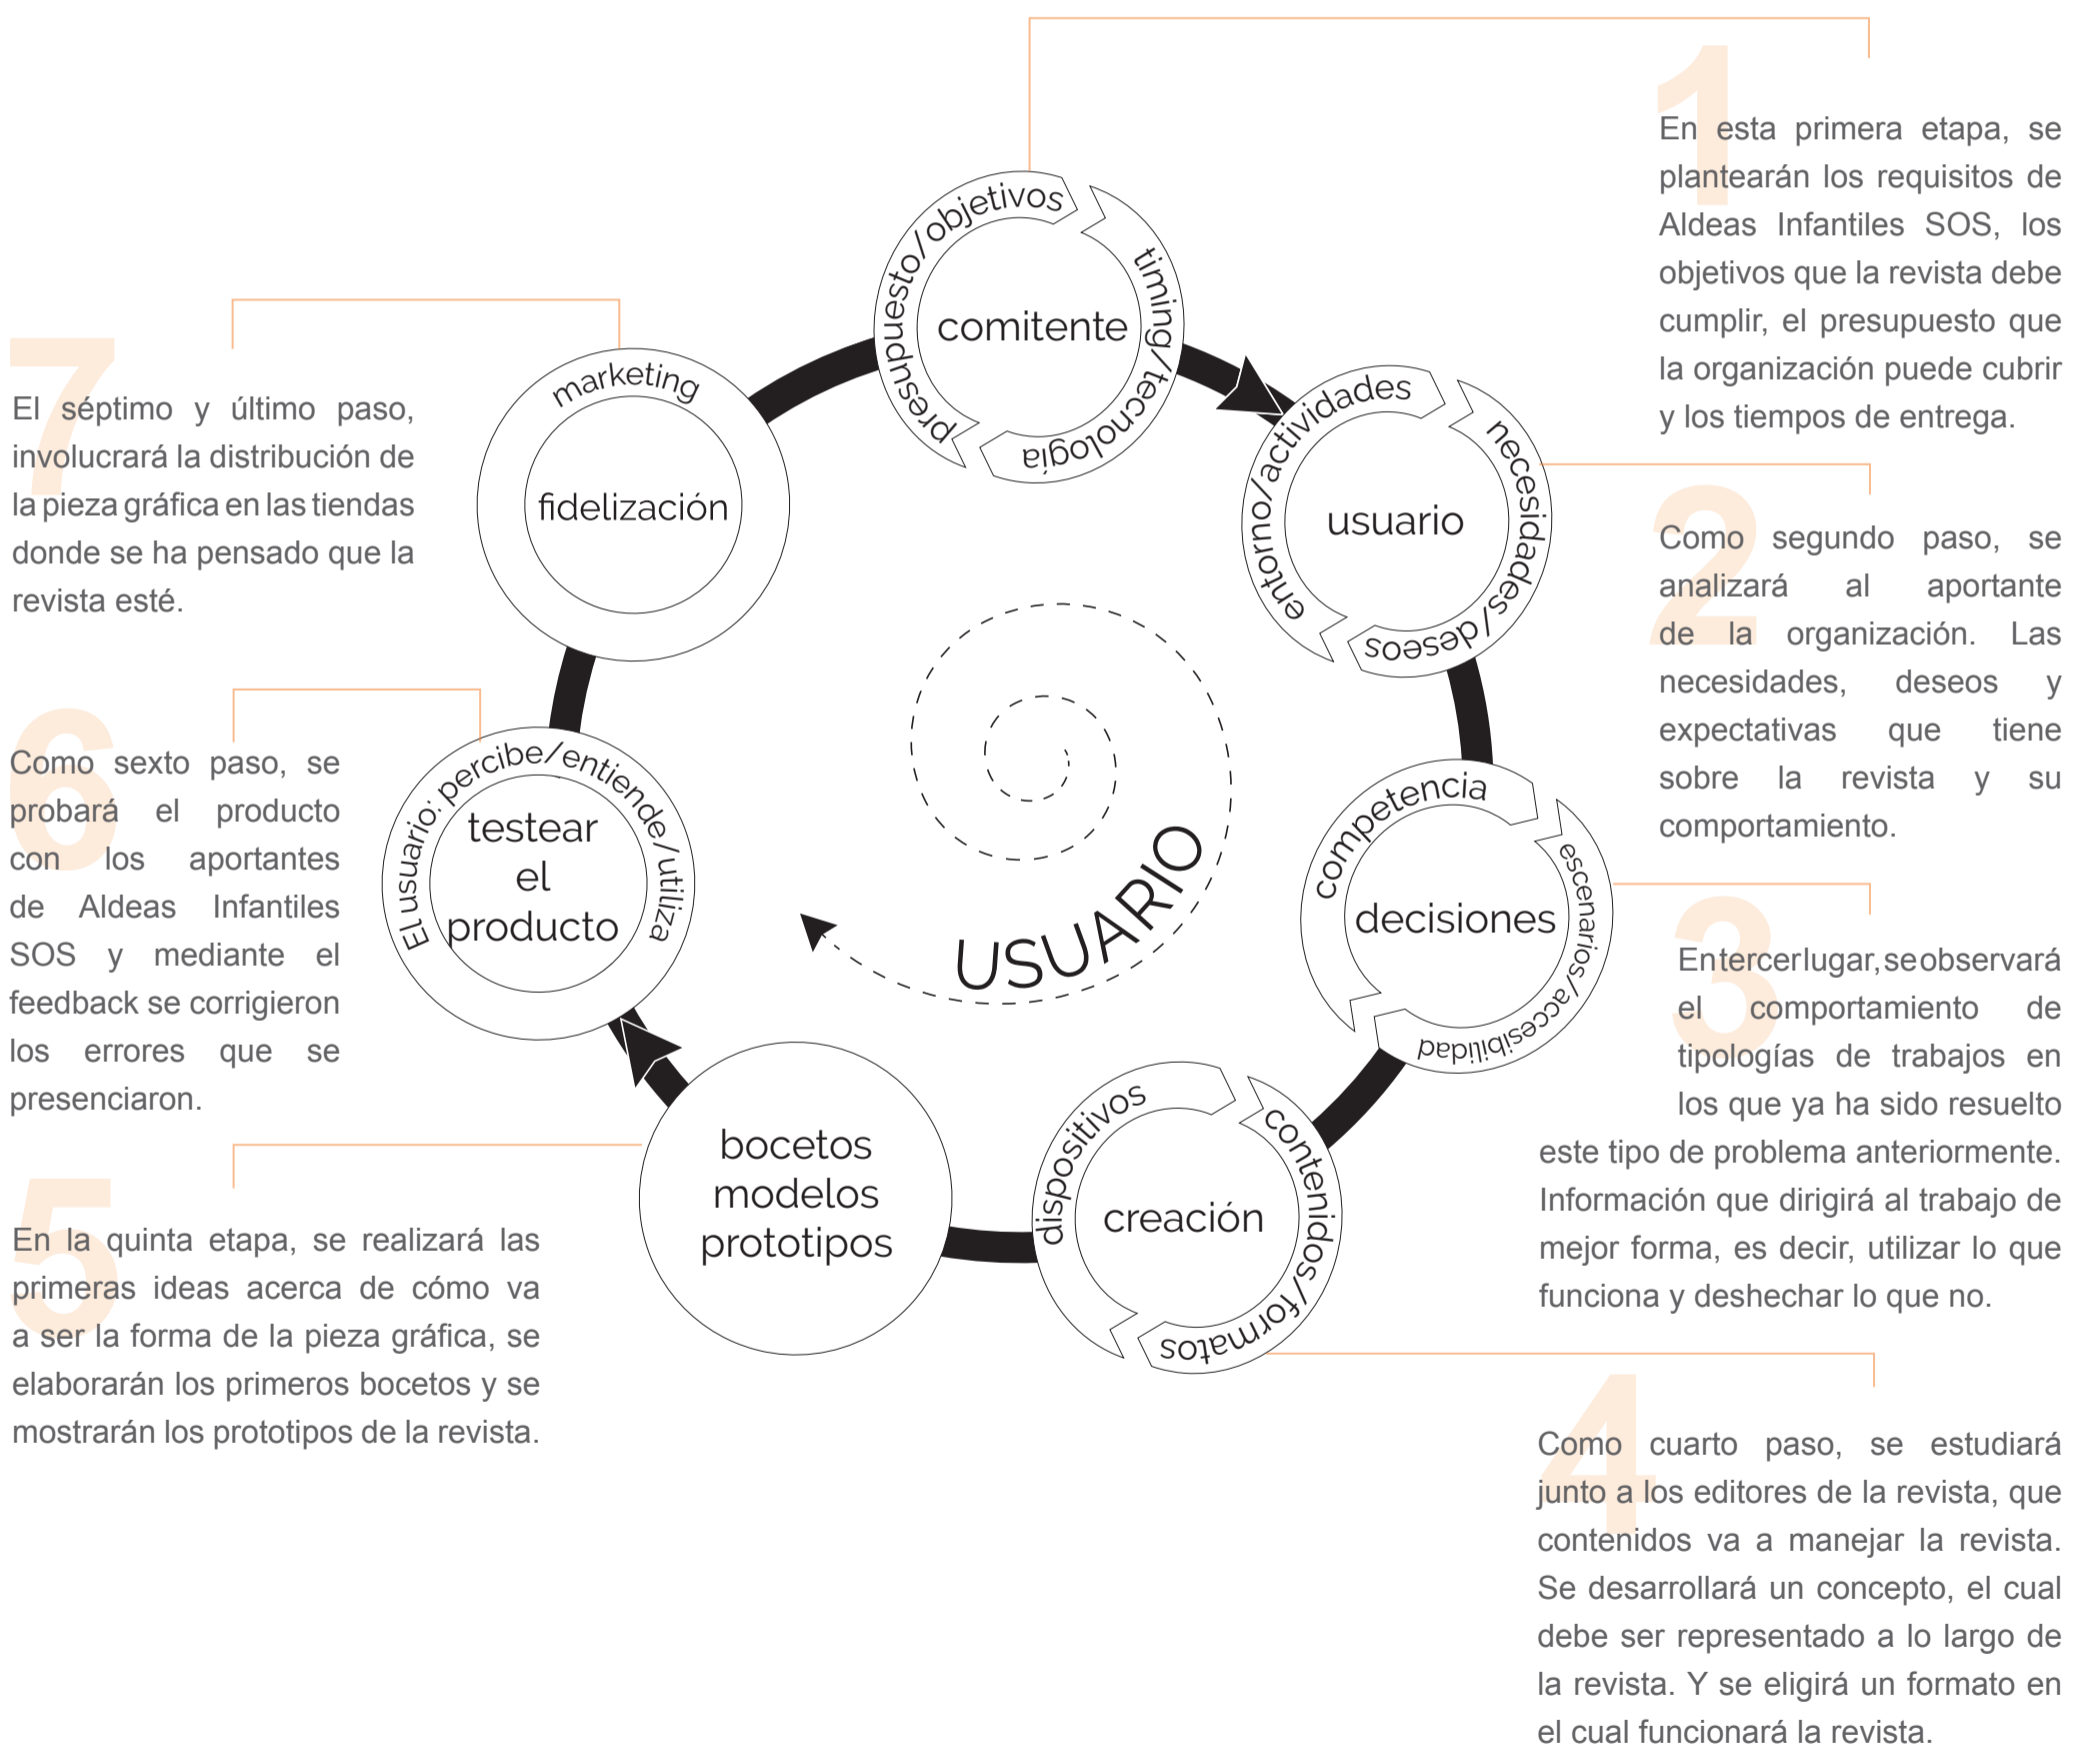 1
En esta primera etapa, se
plantearán los requisitos de
Aldeas Infantiles SOS, los
objetivos que la revista debe
cumplir, el presupuesto que
la organización puede cubrir
y los tiempos de entrega.
presupuesto/objetivos
timing/tecnología
comitente
2
Como segundo paso, se
analizará al aportante
de la organización. Las
necesidades, deseos y
expectativas que tiene
sobre la revista y su
comportamiento.
entorno/actividades
necesidades/deseos
usuario
3
En tercer lugar, se observará
el comportamiento de
tipologías de trabajos en
los que ya ha sido resuelto
este tipo de problema anteriormente.
Información que dirigirá al trabajo de
mejor forma, es decir, utilizar lo que
funciona y deshechar lo que no.
competencia
escenarios/accesibilidad
decisiones
4
Como cuarto paso, se estudiará
junto a los editores de la revista, que
contenidos va a manejar la revista.
Se desarrollará un concepto, el cual
debe ser representado a lo largo de
la revista. Y se eligirá un formato en
el cual funcionará la revista.
dispositivos
contenidos/formatos
creación
5
En la quinta etapa, se realizará las
primeras ideas acerca de cómo va
a ser la forma de la pieza gráfica, se
elaborarán los primeros bocetos y se
mostrarán los prototipos de la revista.
bocetos
modelos
prototipos
6
Como sexto paso, se
probará el producto
con los aportantes
de Aldeas Infantiles
SOS y mediante el
feedback se corrigieron
los errores que se
presenciaron.
El usuario: percibe/entiende/utiliza
testear
el
producto
7
El séptimo y último paso,
involucrará la distribución de
la pieza gráfica en las tiendas
donde se ha pensado que la
revista esté.
marketing
fidelización
USUARIO